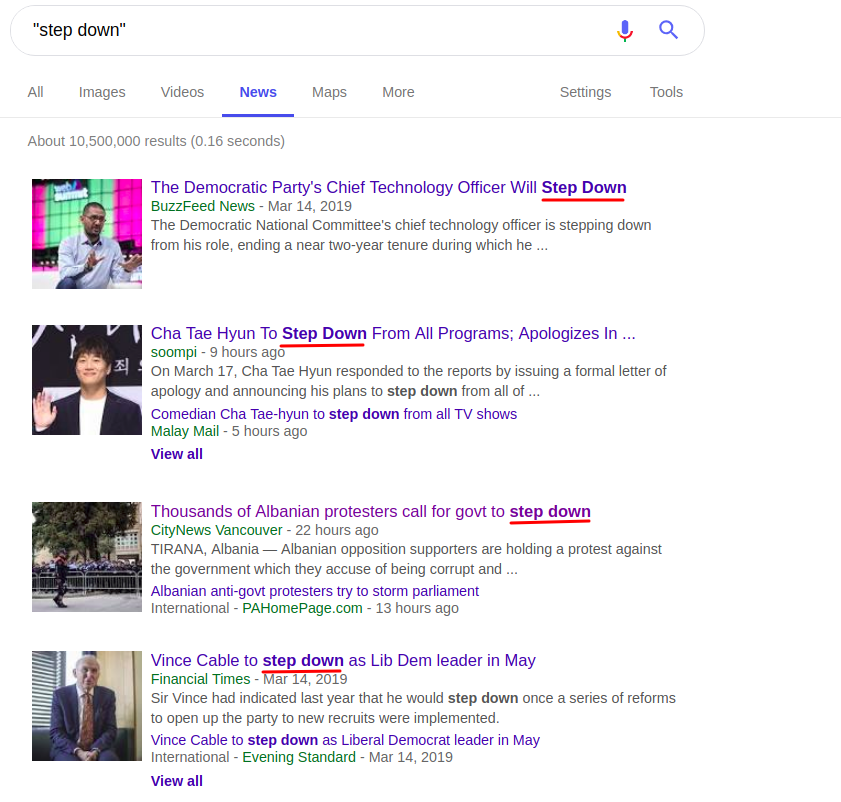 "step down"
All Images Videos News Maps More Settings Tools
About 10,500,000 results (0.16 seconds)
The Democratic Party's Chief Technology Officer Will Step Down
BuzzFeed News - Mar 14, 2019
The Democratic National Committee's chief technology officer is stepping down
from his role, ending a near two-year tenure during which he ...
Cha Tae Hyun To Step Down From All Programs; Apologizes In ...
soompi - 9 hours ago
On March 17, Cha Tae Hyun responded to the reports by issuing a formal letter of
apology and announcing his plans to step down from all of ...
Comedian Cha Tae-hyun to step down from all TV shows
Malay Mail - 5 hours ago
View all
Thousands of Albanian protesters call for govt to step down
CityNews Vancouver - 22 hours ago
TIRANA, Albania — Albanian opposition supporters are holding a protest against
the government which they accuse of being corrupt and ...
Albanian anti-govt protesters try to storm parliament
International - PAHomePage.com - 13 hours ago
Vince Cable to step down as Lib Dem leader in May
Financial Times - Mar 14, 2019
Sir Vince had indicated last year that he would step down once a series of reforms
to open up the party to new recruits were implemented.
Vince Cable to step down as Liberal Democrat leader in May
International - Evening Standard - Mar 14, 2019
View all